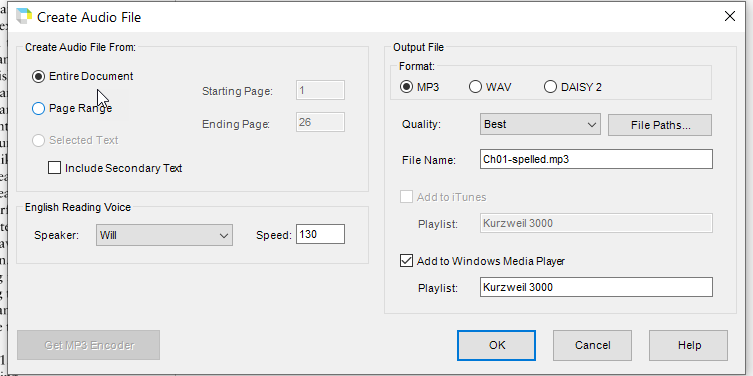 Create Audio File
Create Audio File From:
Entire Document
Starting Page: 1
Page Range
Ending Page: 26
Selected Text
Include Secondary Text
English Reading Voice
Speaker: Will Speed: 130
Get MP3 Encoder
Output File
Format:
MP3 WAV DAISY 2
Quality: Best File Paths...
File Name: Ch01-spelled.mp3
Add to iTunes
Playlist: Kurzweil 3000
Add to Windows Media Player
Playlist: Kurzweil 3000
OK Cancel Help